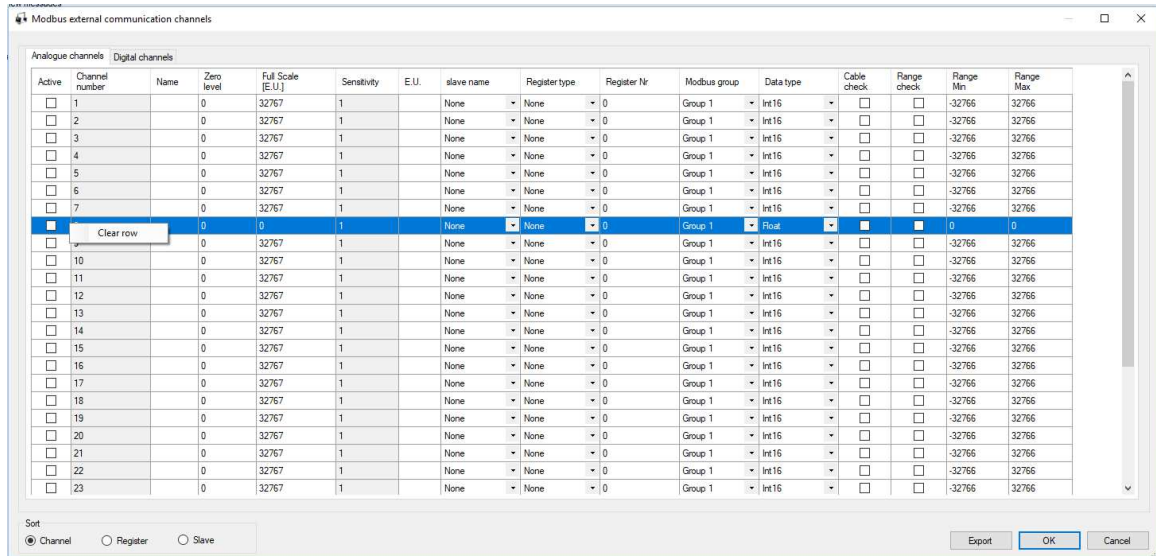 Modbus external communication channels
Analogue channels Digital channels
Active Channel number Name Zero level Full Scale [E.U.] Sensitivity E.U. slave name Register type Register Nr Modbus group Data type Cable check Range check Range Min Range Max
1 0 32767 1 None None 0 Group 1 Int16 -32766 32766
2 0 32767 1 None None 0 Group 1 Int16 -32766 32766
3 0 32767 1 None None 0 Group 1 Int16 -32766 32766
4 0 32767 1 None None 0 Group 1 Int16 -32766 32766
5 0 32767 1 None None 0 Group 1 Int16 -32766 32766
6 0 32767 1 None None 0 Group 1 Int16 -32766 32766
7 0 32767 1 None None 0 Group 1 Int16 -32766 32766
0 0 1 None None 0 Group 1 Float 0 0
Clear row
0 32767 1 None None 0 Group 1 Int16 -32766 32766
10 0 32767 1 None None 0 Group 1 Int16 -32766 32766
11 0 32767 1 None None 0 Group 1 Int16 -32766 32766
12 0 32767 1 None None 0 Group 1 Int16 -32766 32766
13 0 32767 1 None None 0 Group 1 Int16 -32766 32766
14 0 32767 1 None None 0 Group 1 Int16 -32766 32766
15 0 32767 1 None None 0 Group 1 Int16 -32766 32766
16 0 32767 1 None None 0 Group 1 Int16 -32766 32766
17 0 32767 1 None None 0 Group 1 Int16 -32766 32766
18 0 32767 1 None None 0 Group 1 Int16 -32766 32766
19 0 32767 1 None None 0 Group 1 Int16 -32766 32766
20 0 32767 1 None None 0 Group 1 Int16 -32766 32766
21 0 32767 1 None None 0 Group 1 Int16 -32766 32766
22 0 32767 1 None None 0 Group 1 Int16 -32766 32766
23 0 32767 1 None None 0 Group 1 Int16 -32766 32766
Sort
Channel Register Slave
Export OK Cancel